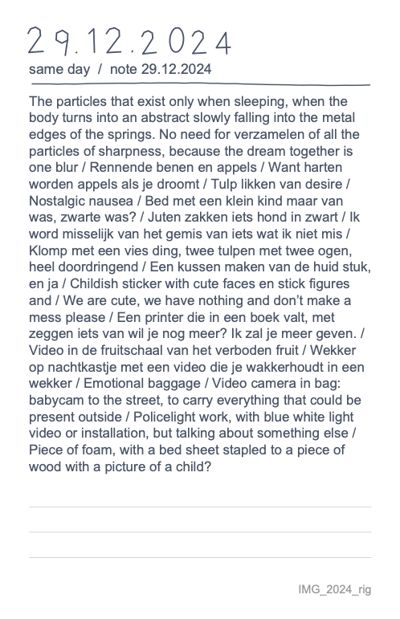 29.12.2024
same day / note 29.12.2024
The particles that exist only when sleeping, when the
body turns into an abstract slowly falling into the metal
edges of the springs. No need for verzamelen of all the
particles of sharpness, because the dream together is
one blur / Rennende benen en appels / Want harten
worden appels als je droomt / Tulp likken van desire /
Nostalgic nausea / Bed met een klein kind maar van
was, zwarte was? / Juten zakken iets hond in zwart / Ik
word misselijk van het gemis van iets wat ik niet mis /
Klomp met een vies ding, twee tulpen met twee ogen,
heel doordringend / Een kussen maken van de huid stuk,
en ja / Childish sticker with cute faces en stick figures
and / We are cute, we have nothing and don't make a
mess please / Een printer die in een boek valt, met
zeggen iets van wil je nog meer? Ik zal je meer geven. /
Video in de fruitschaal van het verboden fruit / Wekker
op nachtkastje met een video die je wakkerhoudt in een
wekker / Emotional baggage / Video camera in bag:
babycam to the street, to carry everything that could be
present outside / Policelight work, with blue white light
video or installation, but talking about something else /
Piece of foam, with a bed sheet stapled to a piece of
wood with a picture of a child?
IMG_2024_rig